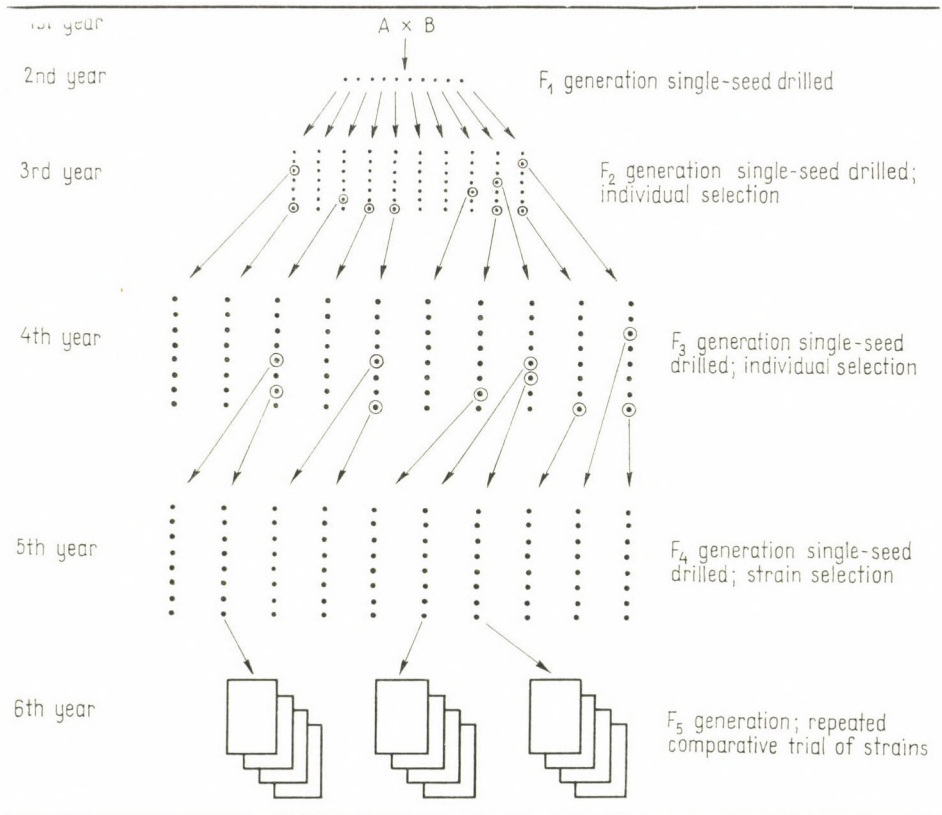 1st year
A × B
2nd year
F₁ generation single-seed drilled
3rd year
F₂ generation single-seed drilled;
individual selection
4th year
F₃ generation single-seed
drilled; individual selection
5th year
F₄ generation single-seed
drilled; strain selection
6th year
F₅ generation; repeated
comparative trial of strains